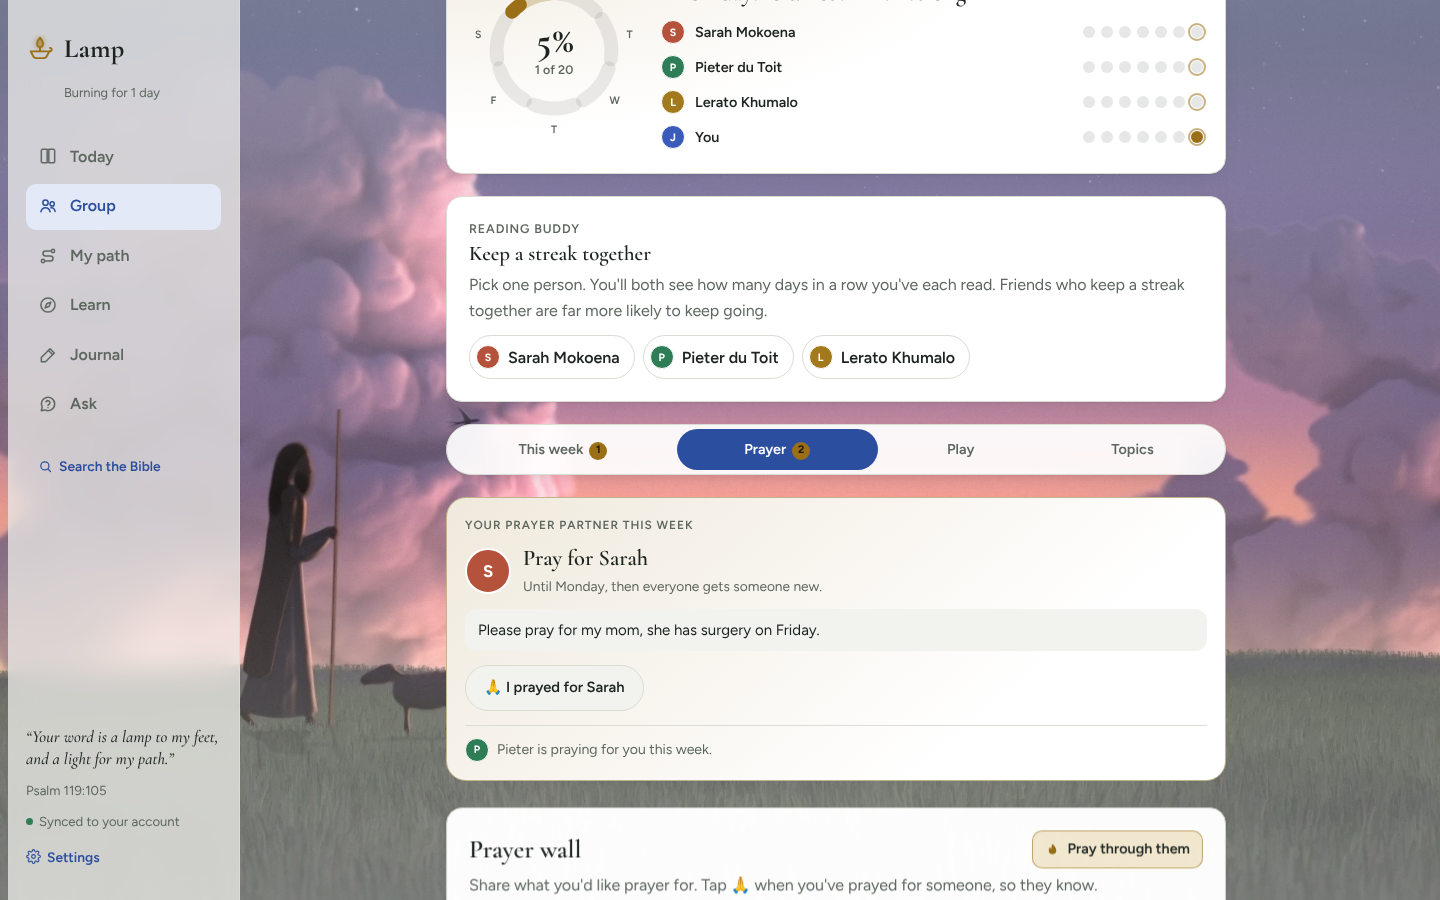 Lamp
Burning for 1 day
Today
Group
My path
Learn
Journal
Ask
Search the Bible
“Your word is a lamp to my feet,
and a light for my path.”
Psalm 119:105
Synced to your account
Settings
S
T
F
W
T
5%
1 of 20
S Sarah Mokoena
P Pieter du Toit
L Lerato Khumalo
J You
READING BUDDY
Keep a streak together
Pick one person. You'll both see how many days in a row you've each read. Friends who keep a streak
together are far more likely to keep going.
S Sarah Mokoena P Pieter du Toit L Lerato Khumalo
This week 1 Prayer 2 Play Topics
YOUR PRAYER PARTNER THIS WEEK
S
Pray for Sarah
Until Monday, then everyone gets someone new.
Please pray for my mom, she has surgery on Friday.
🙏 I prayed for Sarah
P Pieter is praying for you this week.
Prayer wall
Pray through them
Share what you'd like prayer for. Tap 🙏 when you've prayed for someone, so they know.